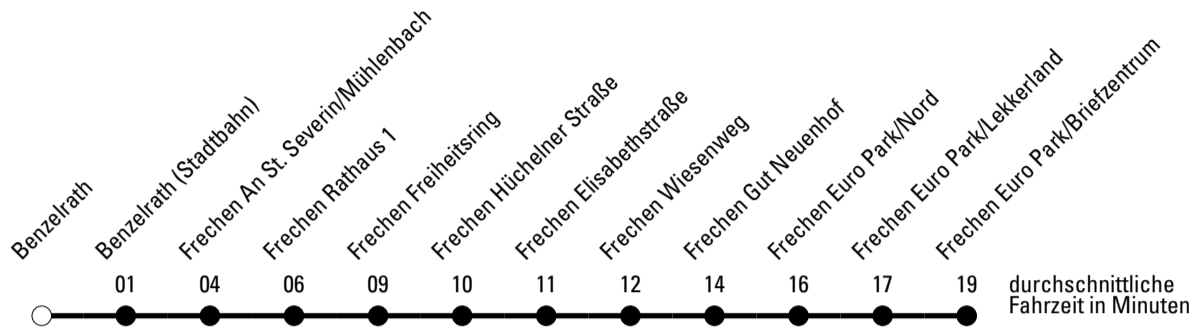 Benzelrath
Benzelrath (Stadtbahn)
Frechen An St. Severin/Mühlenbach
Frechen Rathaus 1
Frechen Freiheitsring
Frechen Hüchelner Straße
Frechen Elisabethstraße
Frechen Wiesenweg
Frechen Gut Neuenhof
Frechen Euro Park/Nord
Frechen Euro Park/Lekkerland
Frechen Euro Park/Briefzentrum
01 04 06 09 10 11 12 14 16 17 19
durchschnittliche
Fahrzeit in Minuten